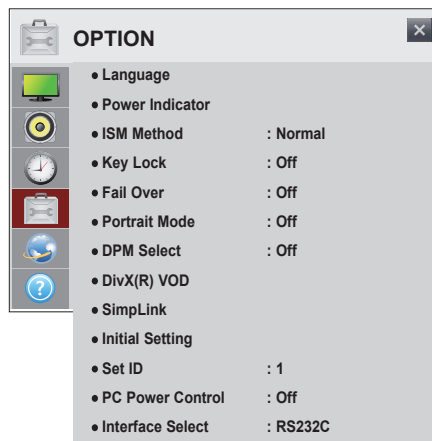 OPTION
● Language
● Power Indicator
● ISM Method : Normal
● Key Lock : Off
● Fail Over : Off
● Portrait Mode : Off
● DPM Select : Off
● DivX(R) VOD
● SimpLink
● Initial Setting
● Set ID : 1
● PC Power Control : Off
● Interface Select : RS232C